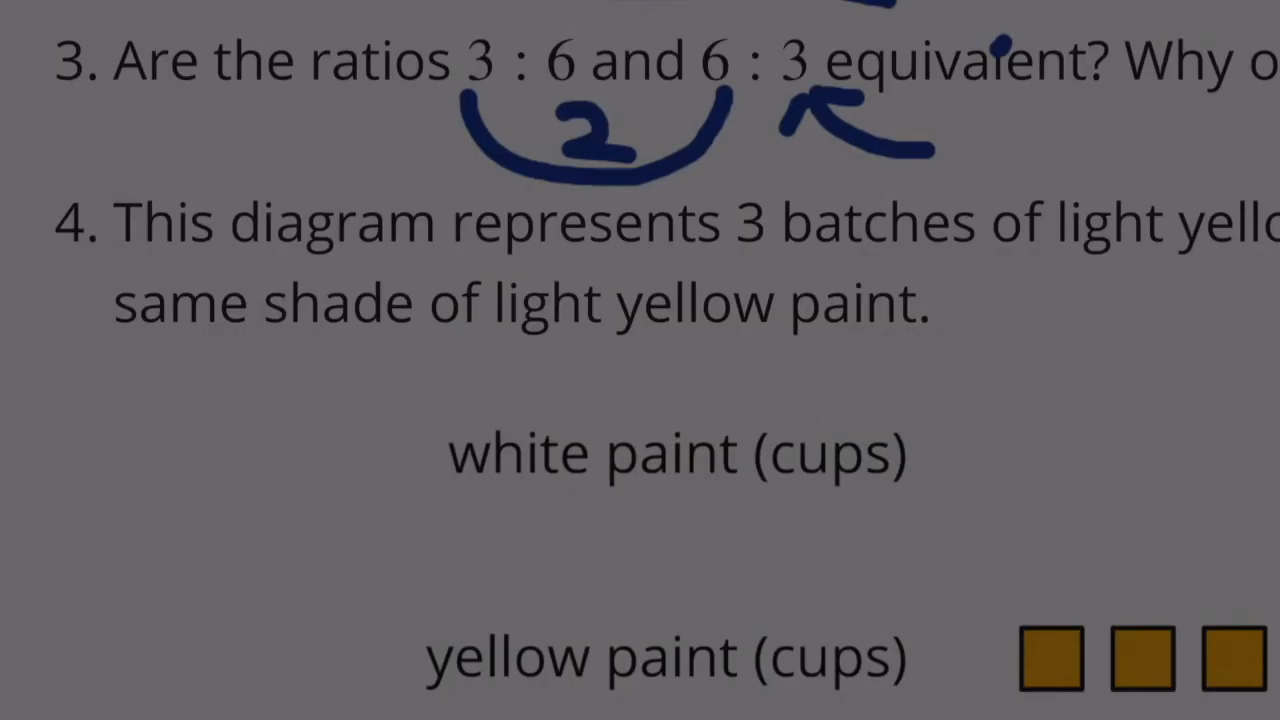 3. Are the ratios 3 : 6 and 6 : 3 equivalent? Why o
2
4. This diagram represents 3 batches of light yello
same shade of light yellow paint.
white paint (cups)
yellow paint (cups)